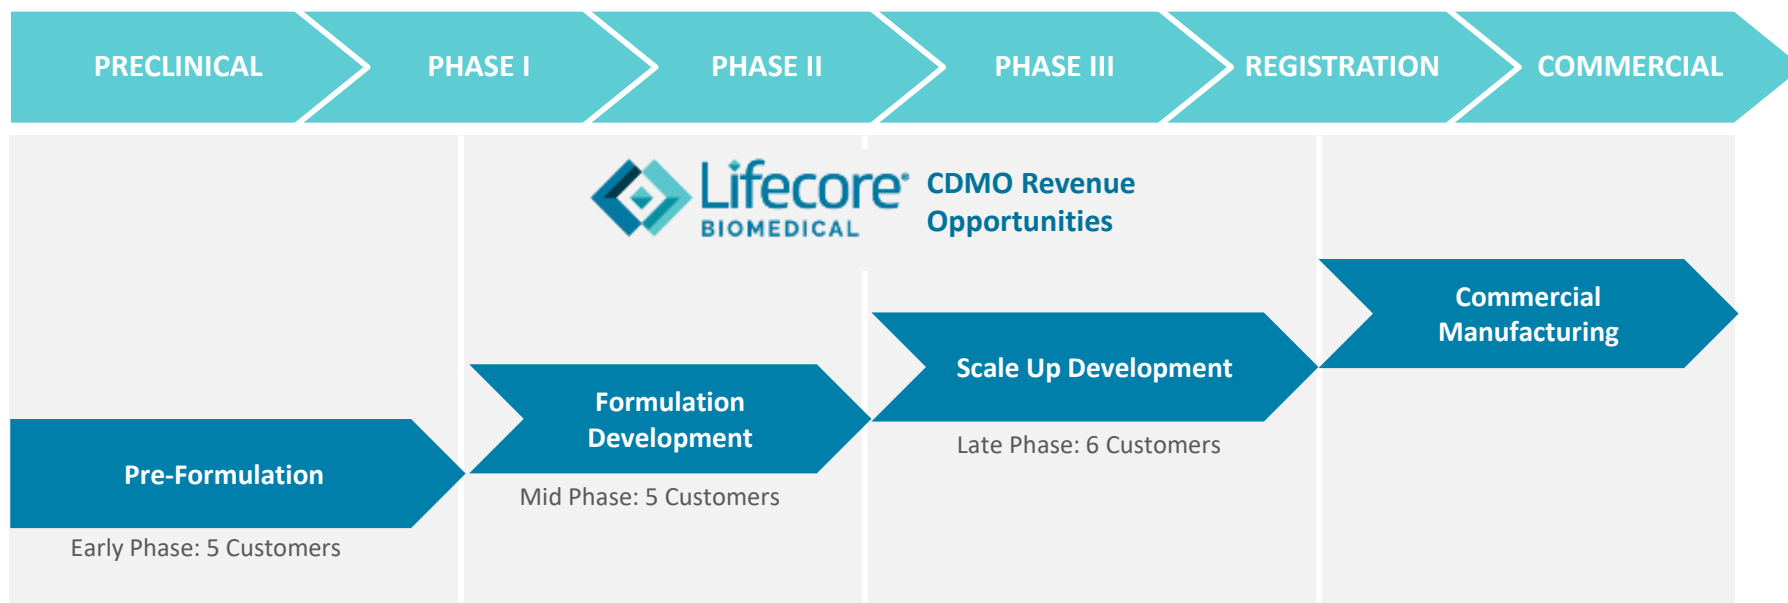 PRECLINICAL
PHASE I
PHASE II
PHASE III
REGISTRATION
COMMERCIAL
Lifecore®
BIOMEDICAL
CDMO Revenue
Opportunities
Commercial
Manufacturing
Scale Up Development
Late Phase: 6 Customers
Formulation
Development
Mid Phase: 5 Customers
Pre-Formulation
Early Phase: 5 Customers